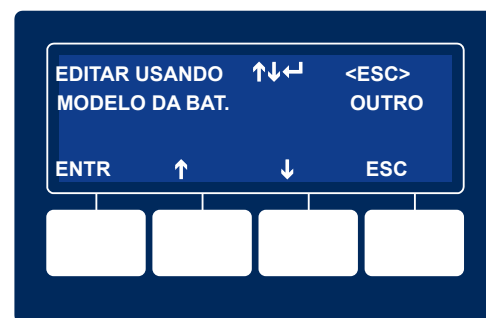 EDITAR USANDO ↑↓↵ <ESC>
MODELO DA BAT. OUTRO
ENTR ↑ ↓ ESC